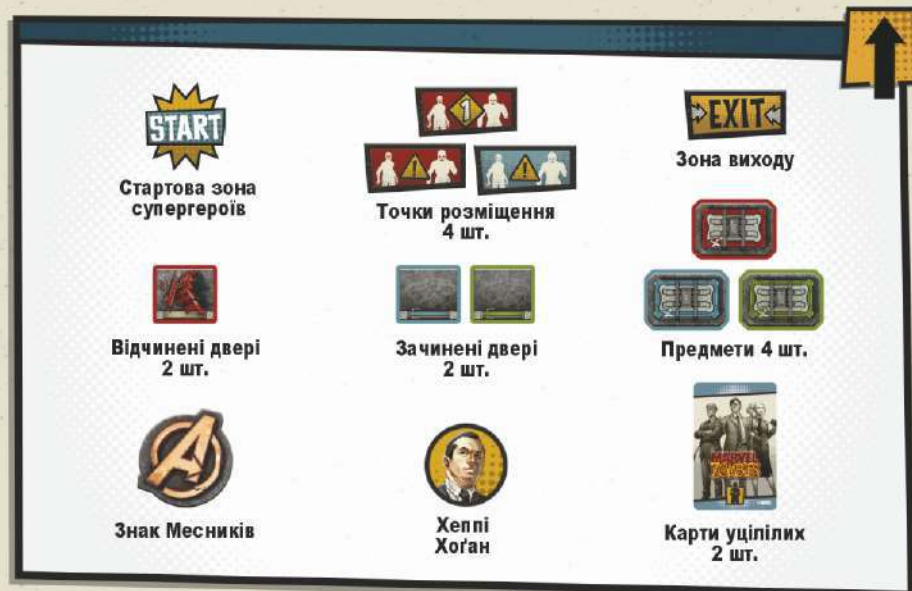 START
Стартова зона
супергероїв
1
Точки розміщення
4 шт.
EXIT
Зона виходу
Відчинені двері
2 шт.
Зачинені двері
2 шт.
Предмети 4 шт.
Знак Месників
Хеппі
Хоґан
MARVEL
ZOMBIES
Карти уцілілих
2 шт.